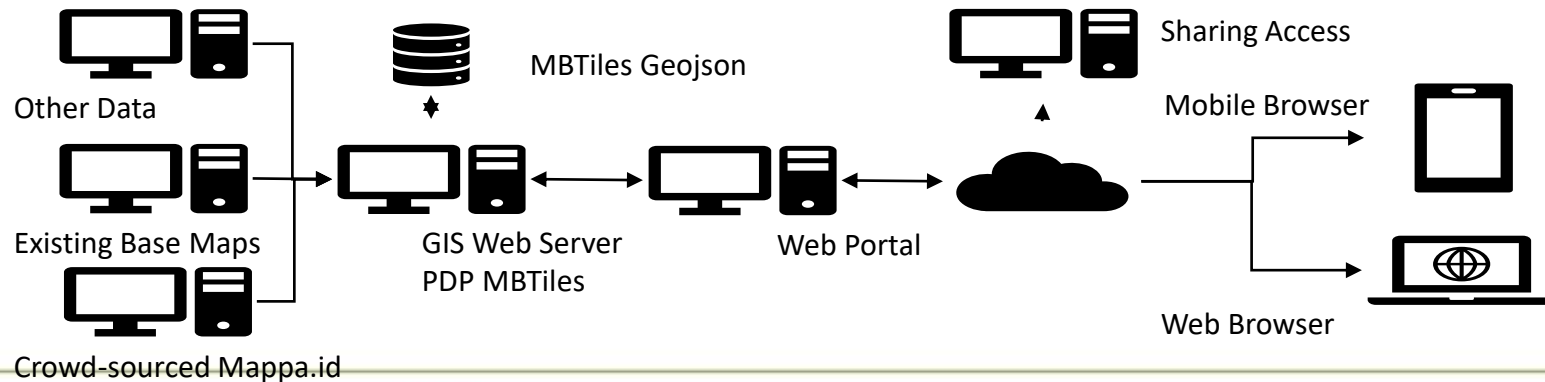 Sharing Access
MBTiles Geojson
Other Data
Mobile Browser
Existing Base Maps
GIS Web Server
PDP MBTiles
Web Portal
Web Browser
Crowd-sourced Mappa.id